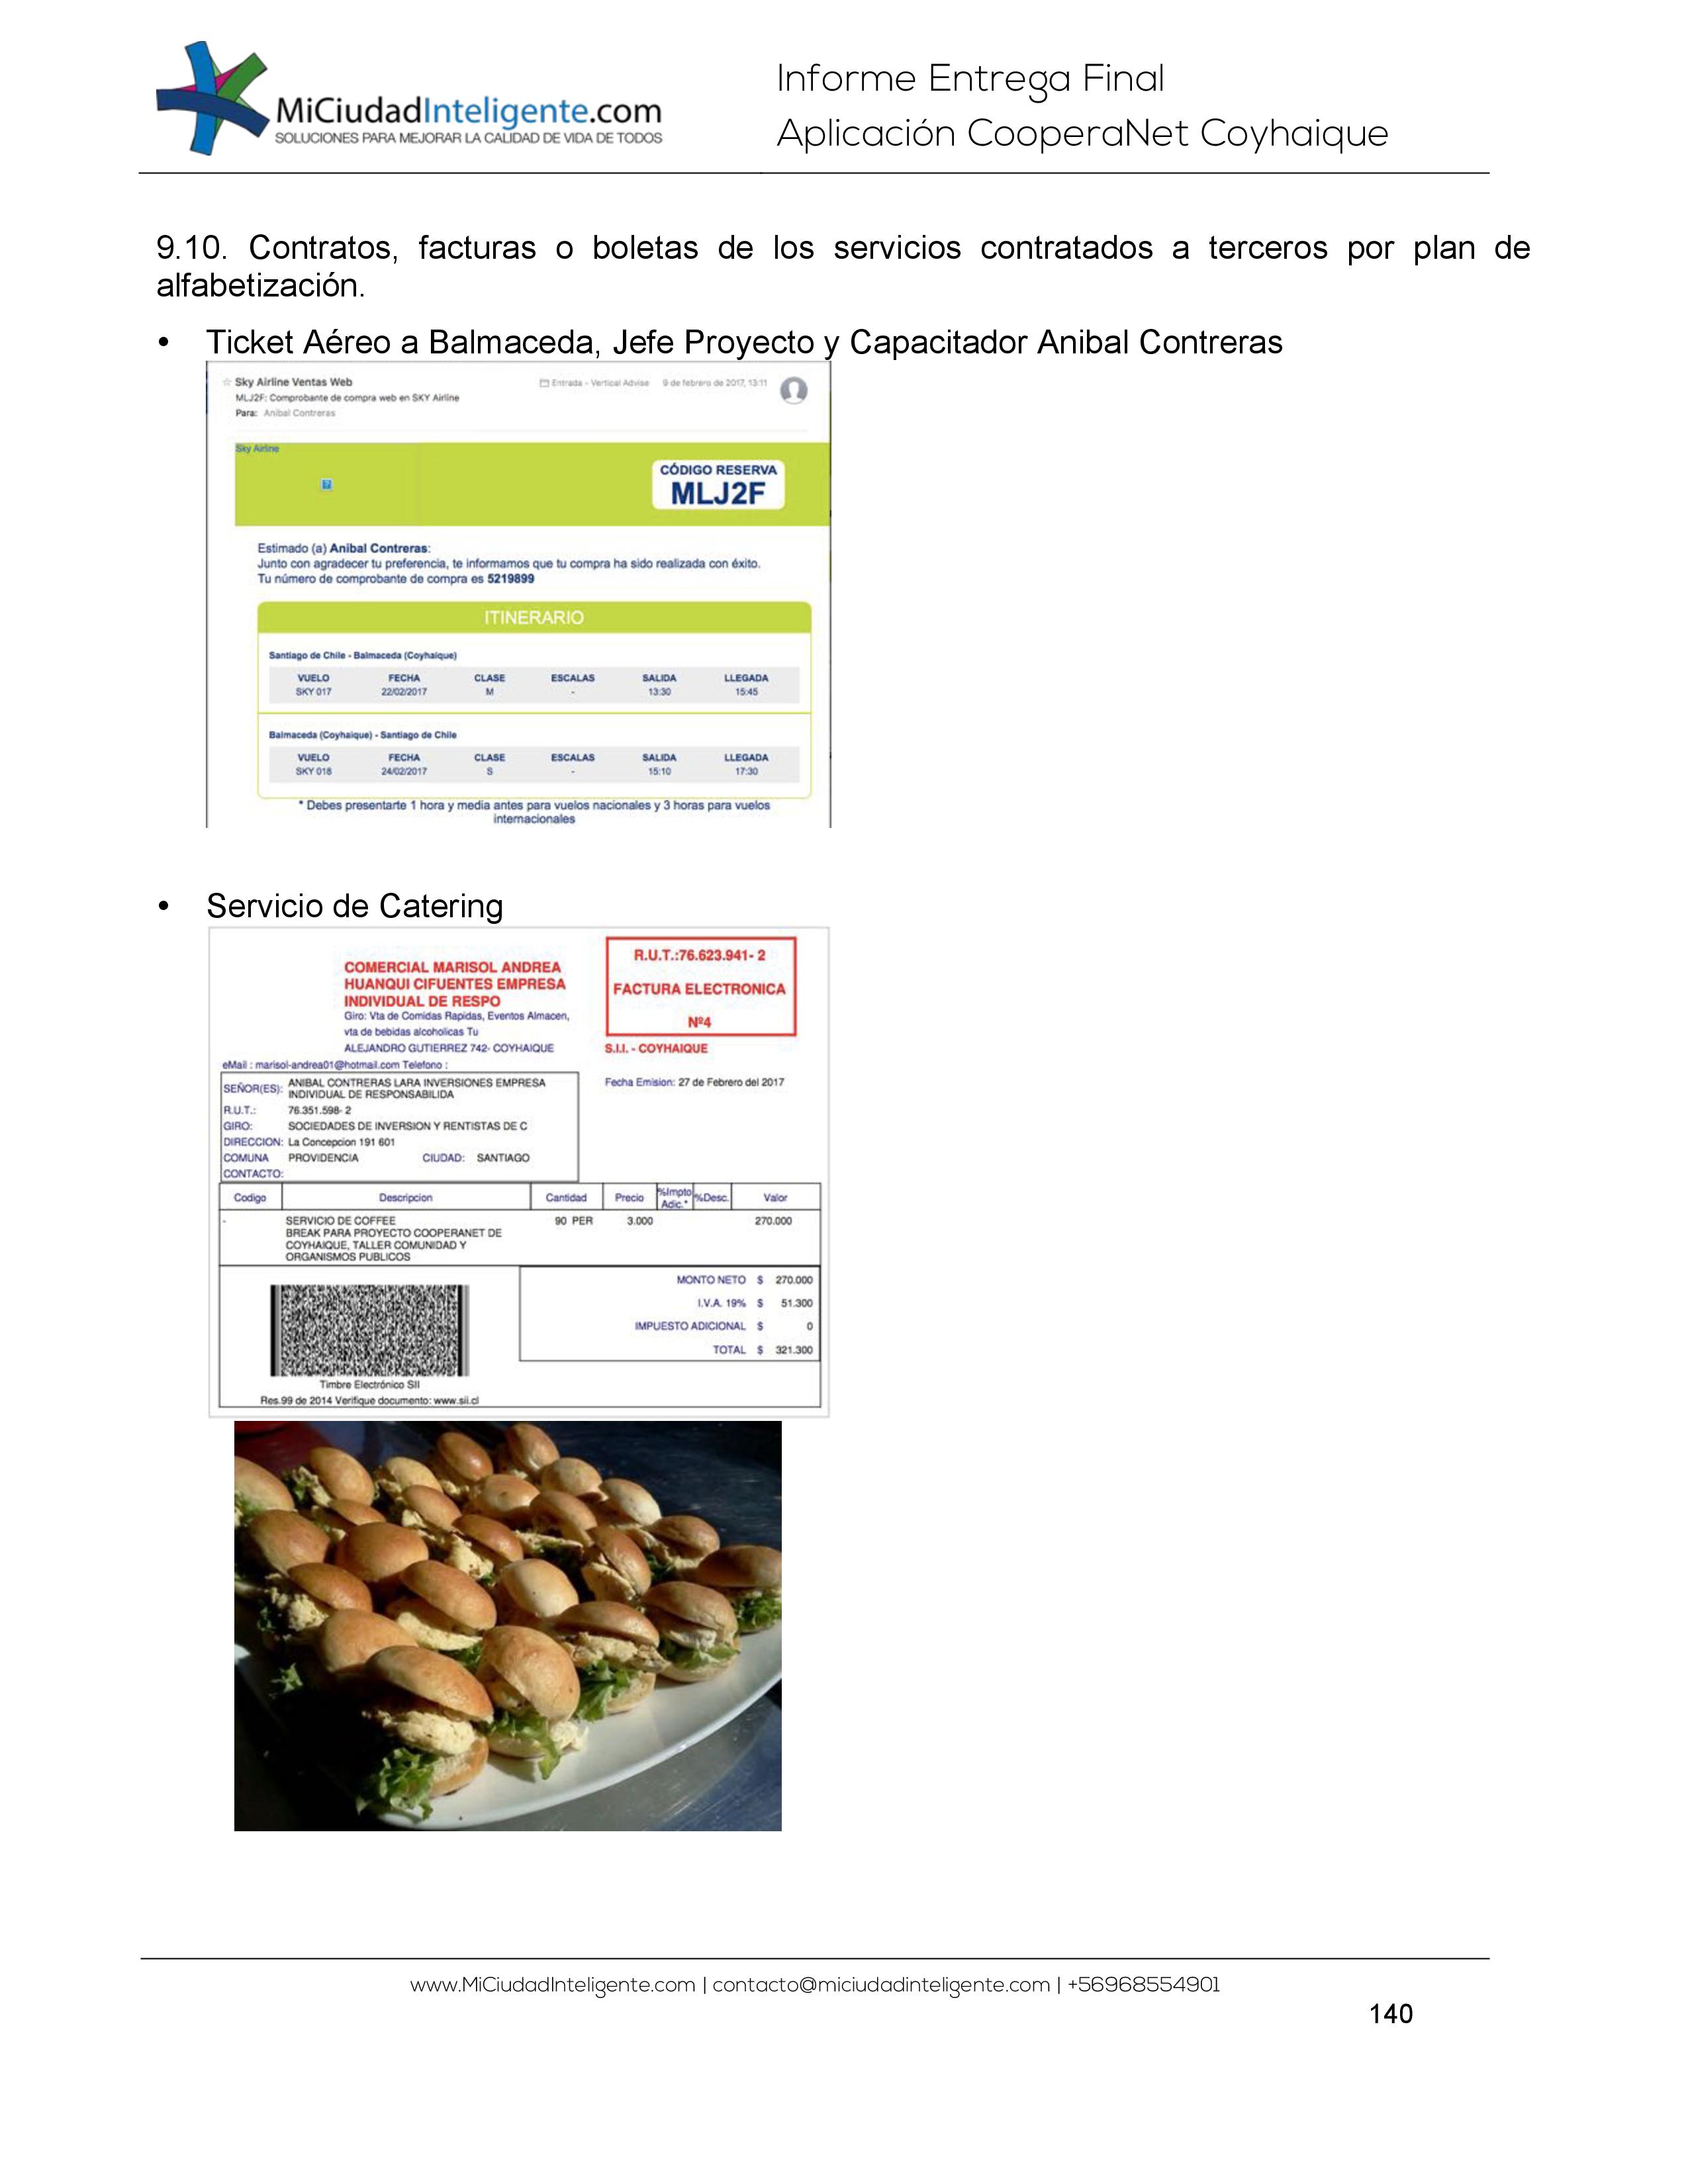 MiCiudadInteligente.com
SOLUCIONES PARA MEJORAR LA CALIDAD DE VIDA DE TODOS
Informe Entrega Final
Aplicación CooperaNet Coyhaique
9.10. Contratos, facturas o boletas de los servicios contratados a terceros por plan de
alfabetización.
• Ticket Aéreo a Balmaceda, Jefe Proyecto y Capacitador Anibal Contreras
Sky Airline Ventas Web
Entrada - Vertical Advise 9 de febrero de 2017, 13:11
MLJ2F: Comprobante de compra web en SKY Airline
Para: Anibal Contreras
Sky Airline
CÓDIGO RESERVA
MLJ2F
Estimado (a) Anibal Contreras:
Junto con agradecer tu preferencia, te informamos que tu compra ha sido realizada con éxito.
Tu número de comprobante de compra es 5219899
ITINERARIO
Santiago de Chile - Balmaceda (Coyhaique)
VUELO FECHA CLASE ESCALAS SALIDA LLEGADA
SKY 017 22/02/2017 M - 13:30 15:45
Balmaceda (Coyhaique) - Santiago de Chile
VUELO FECHA CLASE ESCALAS SALIDA LLEGADA
SKY 018 24/02/2017 S - 15:10 17:30
* Debes presentarte 1 hora y media antes para vuelos nacionales y 3 horas para vuelos
internacionales
• Servicio de Catering
COMERCIAL MARISOL ANDREA
HUANQUI CIFUENTES EMPRESA
INDIVIDUAL DE RESPO
Giro: Vta de Comidas Rapidas, Eventos Almacen,
vta de bebidas alcoholicas Tu
ALEJANDRO GUTIERREZ 742- COYHAIQUE
eMail : marisol-andrea01@hotmail.com Telefono :
R.U.T.:76.623.941- 2
FACTURA ELECTRONICA
Nº4
S.I.I. - COYHAIQUE
Fecha Emision: 27 de Febrero del 2017
SEÑOR(ES): ANIBAL CONTRERAS LARA INVERSIONES EMPRESA
INDIVIDUAL DE RESPONSABILIDA
R.U.T.: 76.351.598- 2
GIRO: SOCIEDADES DE INVERSION Y RENTISTAS DE C
DIRECCION: La Concepcion 191 601
COMUNA PROVIDENCIA CIUDAD: SANTIAGO
CONTACTO:
Codigo Descripcion Cantidad Precio %Impto Adic.* %Desc. Valor
- SERVICIO DE COFFEE 90 PER 3.000 270.000
BREAK PARA PROYECTO COOPERANET DE
COYHAIQUE, TALLER COMUNIDAD Y
ORGANISMOS PUBLICOS
MONTO NETO $ 270.000
I.V.A. 19% $ 51.300
IMPUESTO ADICIONAL $ 0
TOTAL $ 321.300
Timbre Electrónico SII
Res.99 de 2014 Verifique documento: www.sii.cl
www.MiCiudadInteligente.com | contacto@miciudadinteligente.com | +56968554901
140